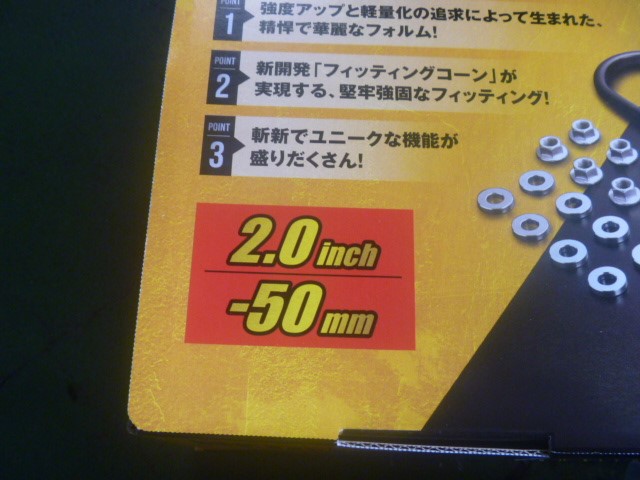 POINT
1
強度アップと軽量化の追求によって生まれた、
精悍で華麗なフォルム!
POINT
2
新開発「フィッティングコーン」が
実現する、堅牢強固なフィッティング!
POINT
3
斬新でユニークな機能が
盛りだくさん!
2.0 inch
-50 mm